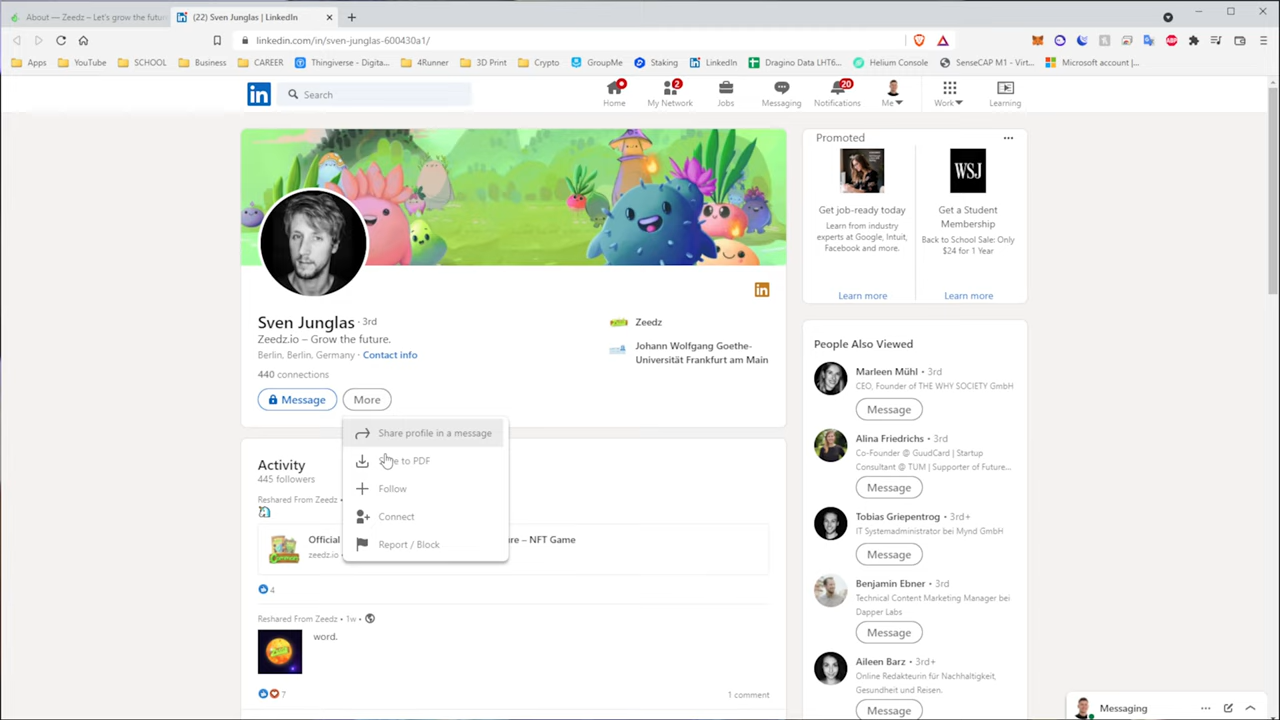 About — Zeedz – Let's grow the futu
(22) Sven Junglas | LinkedIn
linkedin.com/in/sven-junglas-600430a1/
Apps
YouTube
SCHOOL
Business
CAREER
Thingiverse - Digita...
4Runner
3D Print
Crypto
GroupMe
Staking
LinkedIn
Dragino Data LHT6...
Helium Console
SenseCAP M1 - Virt...
Microsoft account |...
in
Search
Home
2
My Network
Jobs
Messaging
20
Notifications
Me
Work
Learning
Sven Junglas · 3rd
Zeedz.io – Grow the future.
Berlin, Berlin, Germany · Contact info
440 connections
Message
More
in
Zeedz
Johann Wolfgang Goethe-
Universität Frankfurt am Main
Share profile in a message
to PDF
Follow
Connect
Report / Block
Activity
445 followers
Reshared From Zeedz •
Official
re – NFT Game
zeedz.io •
4
Reshared From Zeedz • 1w •
word.
7
1 comment
Promoted
Get job-ready today
Learn from industry
experts at Google, Intuit,
Facebook and more.
Learn more
WSJ
Get a Student
Membership
Back to School Sale: Only
$24 for 1 Year
Learn more
People Also Viewed
Marleen Mühl • 3rd
CEO, Founder of THE WHY SOCIETY GmbH
Message
Alina Friedrichs • 3rd
Co-Founder @ GuudCard | Startup
Consultant @ TUM | Supporter of Future...
Message
Tobias Griepentrog • 3rd+
IT Systemadministrator bei Mynd GmbH
Message
Benjamin Ebner • 3rd
Technical Content Marketing Manager bei
Dapper Labs
Message
Aileen Barz • 3rd+
Online Redakteurin für Nachhaltigkeit,
Gesundheit und Reisen.
Message
Messaging